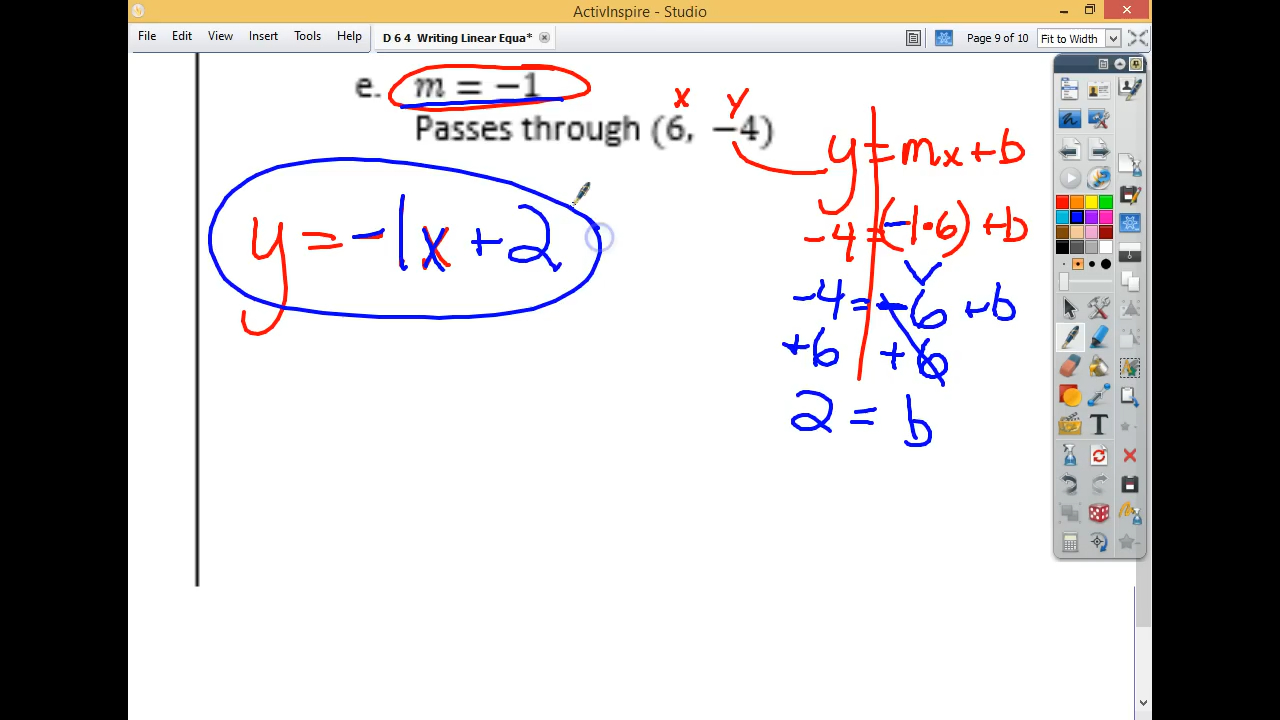 ActivInspire - Studio
File Edit View Insert Tools Help
D 6 4 Writing Linear Equa*
Page 9 of 10
Fit to Width
e. m = −1
x y
Passes through (6, −4)
y = mx + b
y = -1x + 2
-4 = (-1·6) + b
-4 = -6 + b
+6 +6
2 = b
T